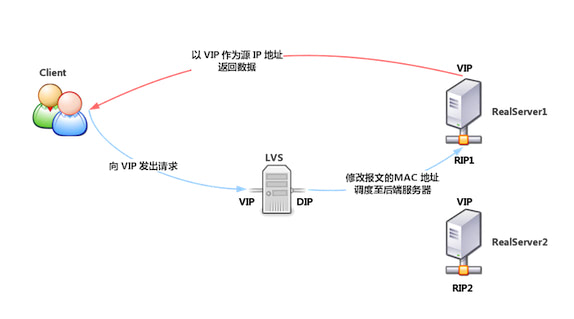 以 VIP 作为源 IP 地址
返回数据
VIP
Client
RealServer1
LVS
向 VIP 发出请求
RIP1
修改报文的MAC 地址
调度至后端服务器
VIP
DIP
VIP
RealServer2
RIP2